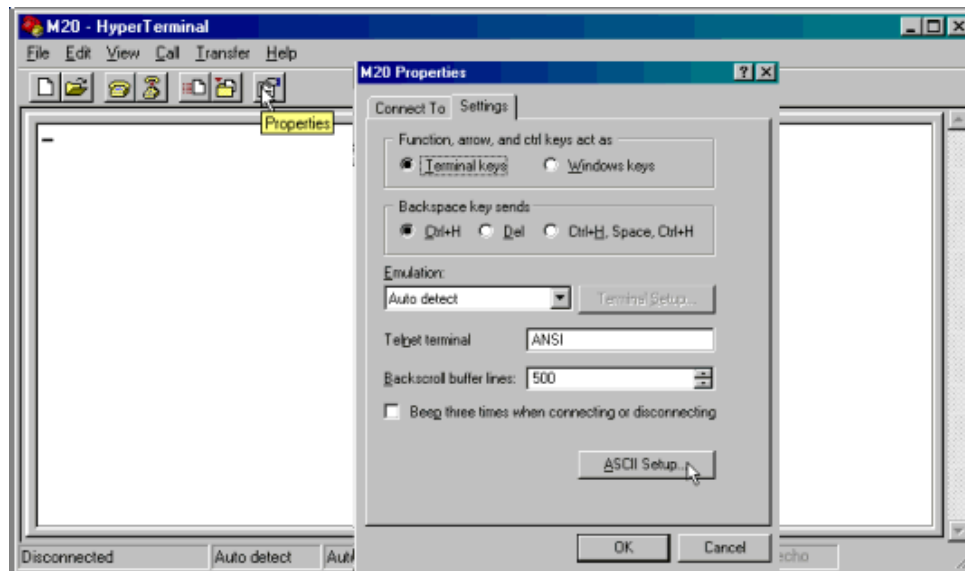 M20 - HyperTerminal
File Edit View Call Transfer Help
Properties
M20 Properties
Connect To Settings
Function, arrow, and ctrl keys act as
Terminal keys Windows keys
Backspace key sends
Ctrl+H Del Ctrl+H, Space, Ctrl+H
Emulation:
Auto detect Terminal Setup...
Telnet terminal ANSI
Backscroll buffer lines: 500
Beep three times when connecting or disconnecting
ASCII Setup...
OK Cancel
Disconnected Auto detect echo